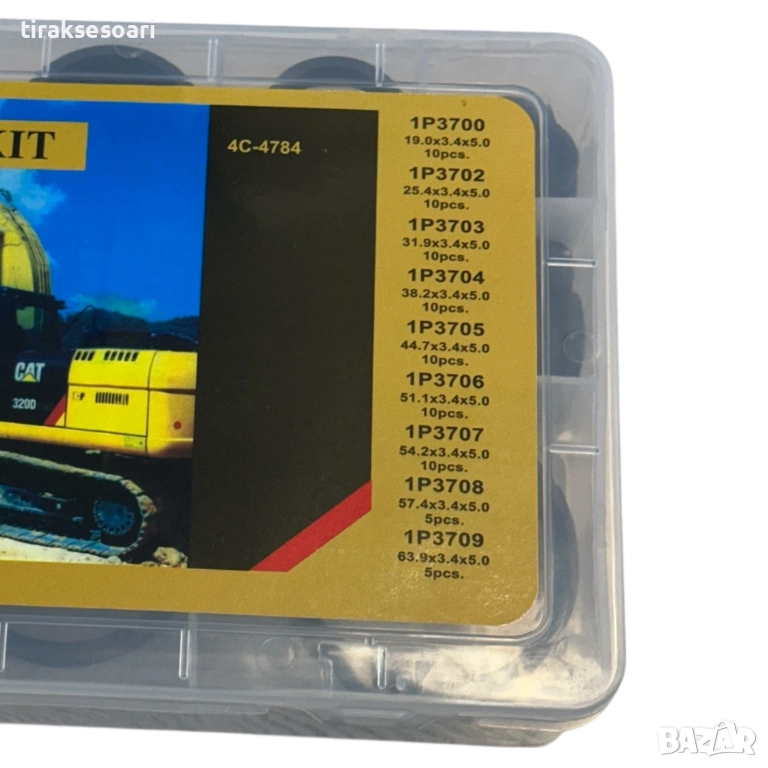 tiraksesoari
KIT
4C-4784
CAT
320D
1P3700
19.0x3.4x5.0
10pcs.
1P3702
25.4x3.4x5.0
10pcs.
1P3703
31.9x3.4x5.0
10pcs.
1P3704
38.2x3.4x5.0
10pcs.
1P3705
44.7x3.4x5.0
10pcs.
1P3706
51.1x3.4x5.0
10pcs.
1P3707
54.2x3.4x5.0
10pcs.
1P3708
57.4x3.4x5.0
5pcs.
1P3709
63.9x3.4x5.0
5pcs.
BAZAR